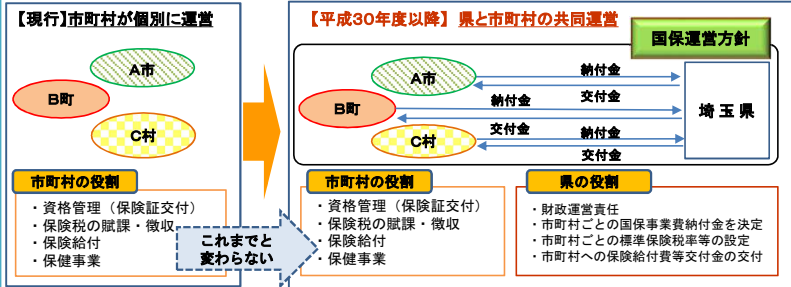 【現行】市町村が個別に運営
A市
B町
C村
市町村の役割
・資格管理（保険証交付）
・保険税の賦課・徴収
・保険給付
・保健事業
これまでと
変わらない
【平成30年度以降】県と市町村の共同運営
国保運営方針
A市
B町
C村
納付金
交付金
納付金
交付金
納付金
交付金
埼玉県
市町村の役割
・資格管理（保険証交付）
・保険税の賦課・徴収
・保険給付
・保健事業
県の役割
・財政運営責任
・市町村ごとの国保事業費納付金を決定
・市町村ごとの標準保険税率等の設定
・市町村への保険給付費等交付金の交付